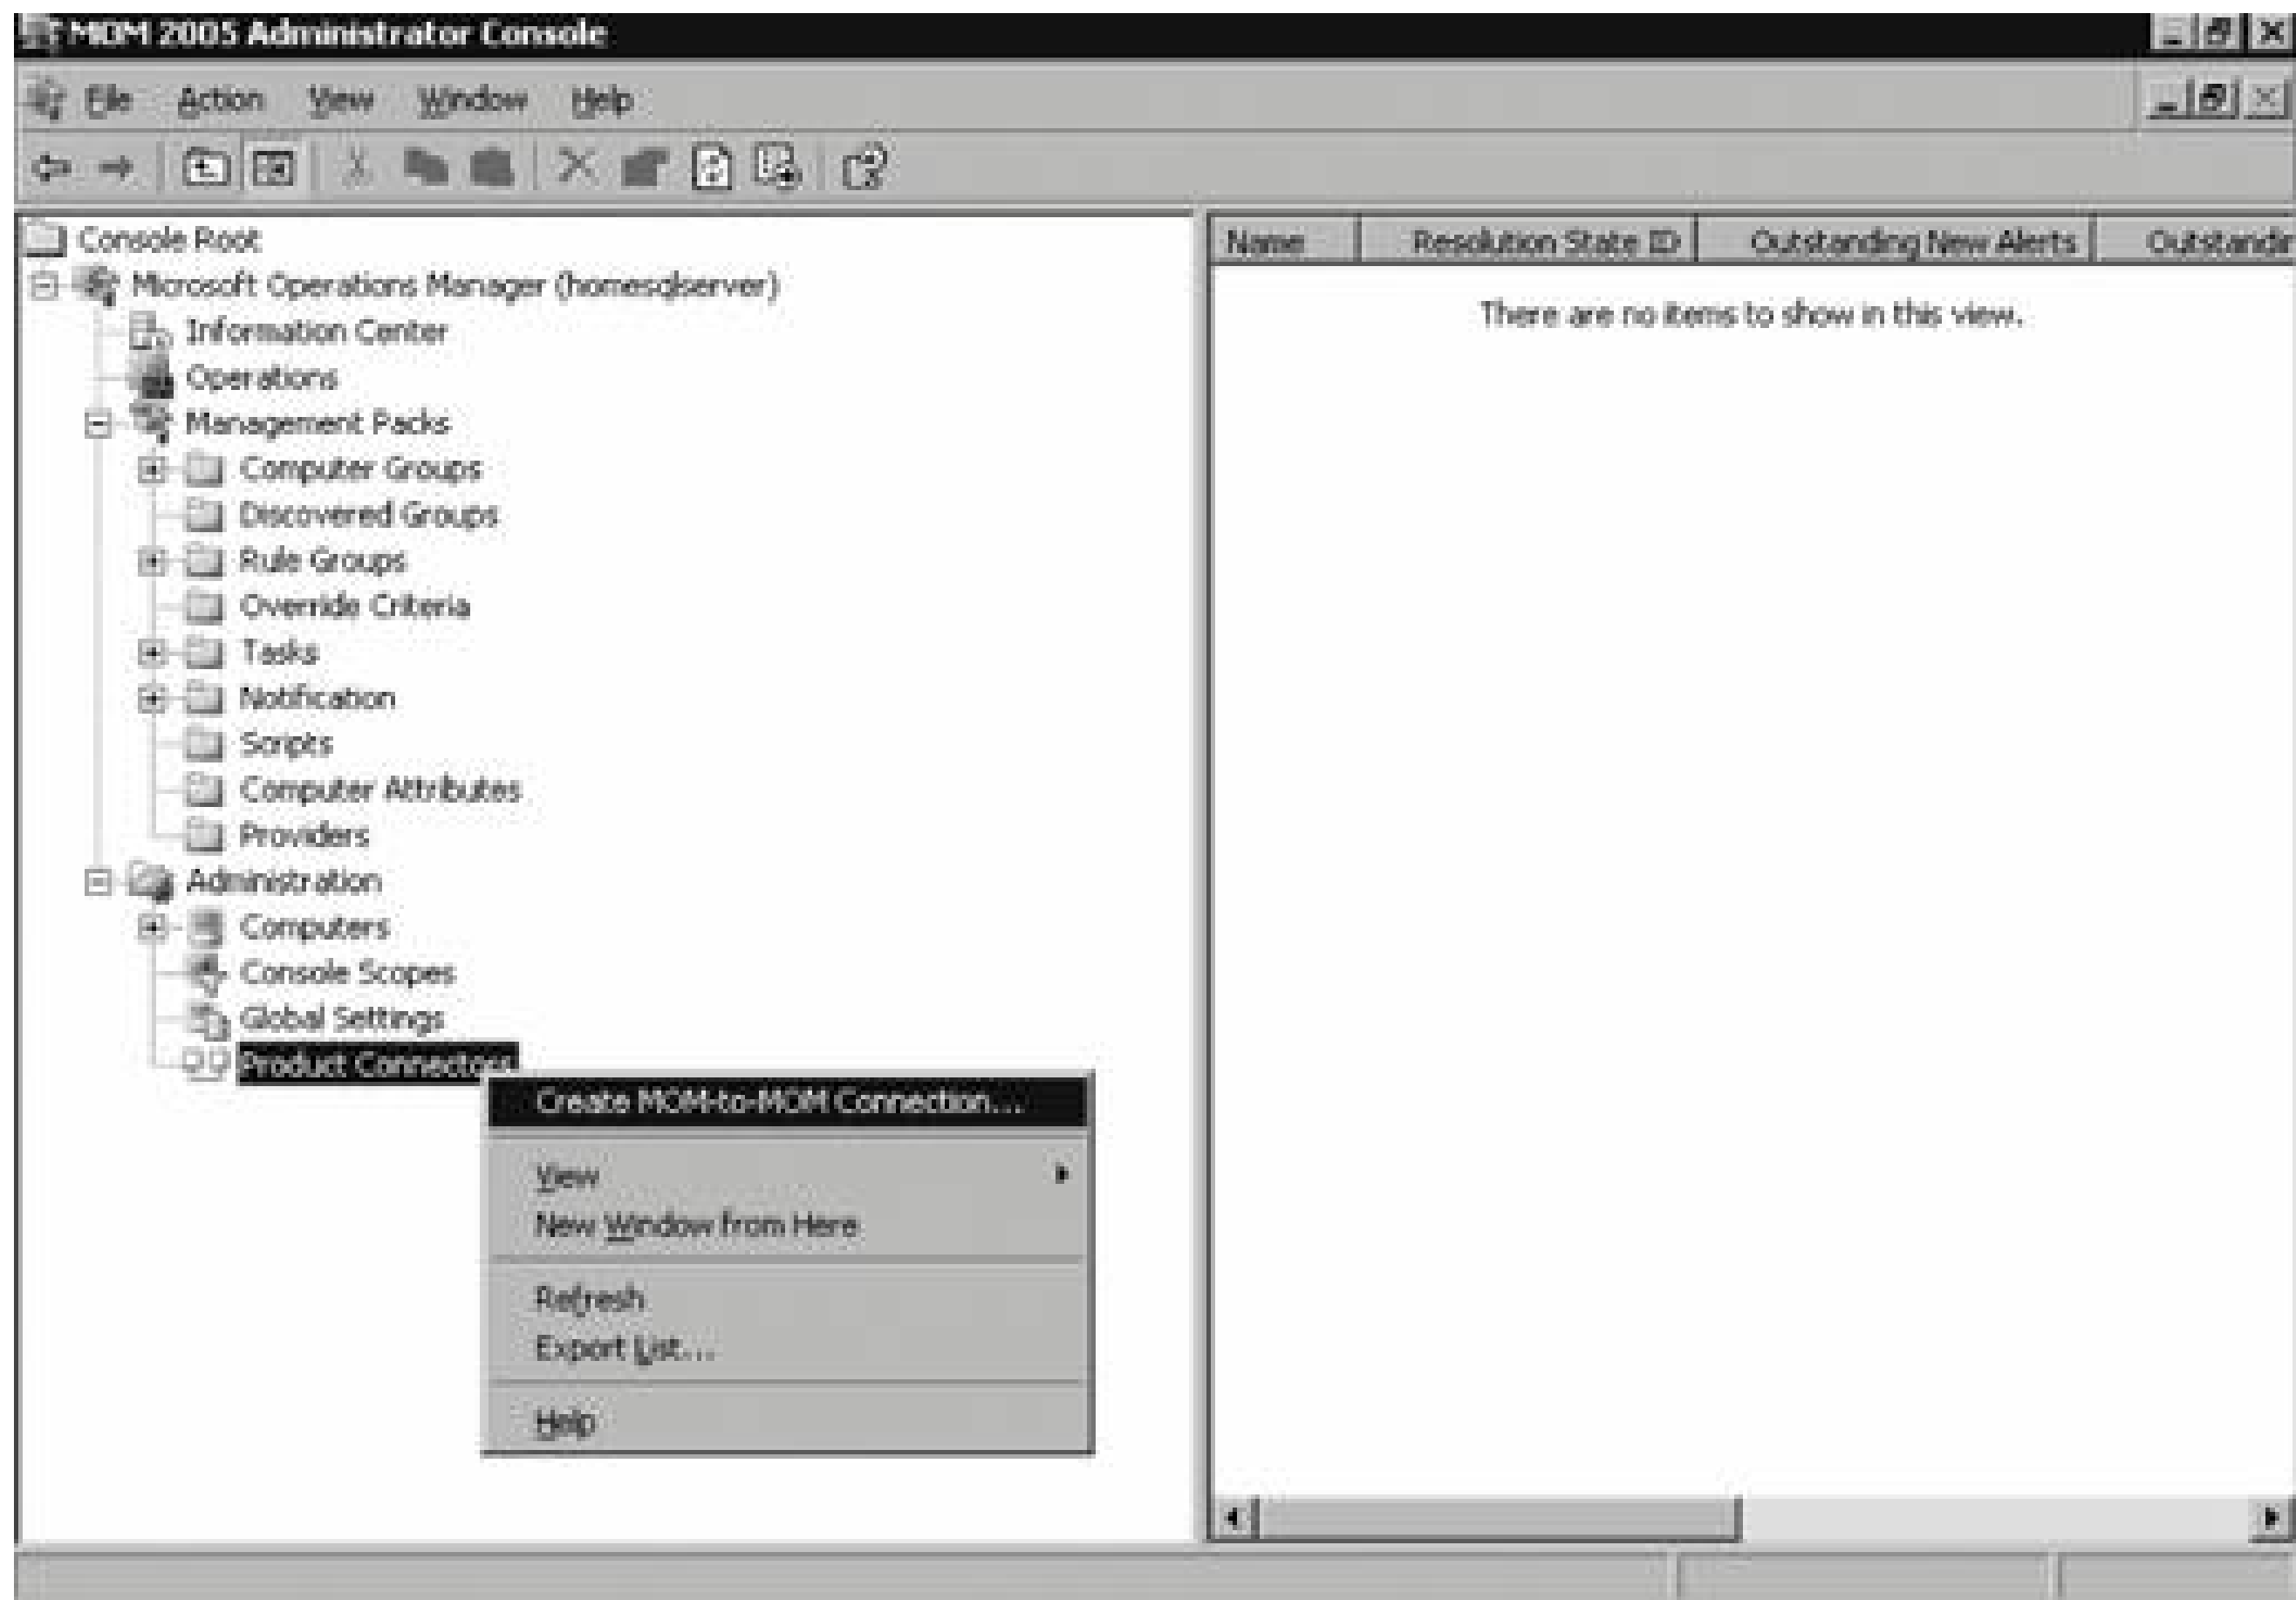 MOM 2005 Administrator Console
File Action View Window Help
Console Root
Microsoft Operations Manager (homesqlserver)
Information Center
Operations
Management Packs
Computer Groups
Discovered Groups
Rule Groups
Override Criteria
Tasks
Notification
Scripts
Computer Attributes
Providers
Administration
Computers
Console Scopes
Global Settings
Product Connectors
Create MOM-to-MOM Connection...
View
New Window from Here
Refresh
Export List...
Help
Name Resolution State ID Outstanding New Alerts Outstandin
There are no items to show in this view.